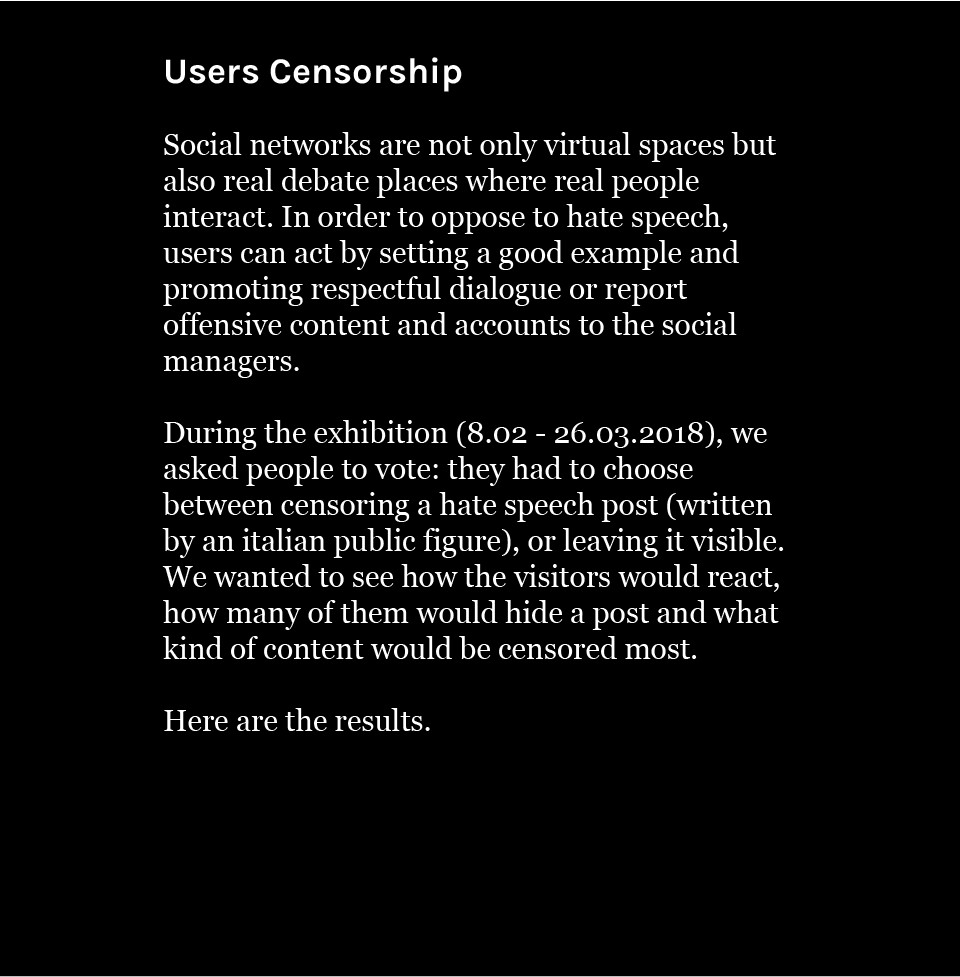 Users Censorship
Social networks are not only virtual spaces but
also real debate places where real people
interact. In order to oppose to hate speech,
users can act by setting a good example and
promoting respectful dialogue or report
offensive content and accounts to the social
managers.
During the exhibition (8.02 - 26.03.2018), we
asked people to vote: they had to choose
between censoring a hate speech post (written
by an italian public figure), or leaving it visible.
We wanted to see how the visitors would react,
how many of them would hide a post and what
kind of content would be censored most.
Here are the results.